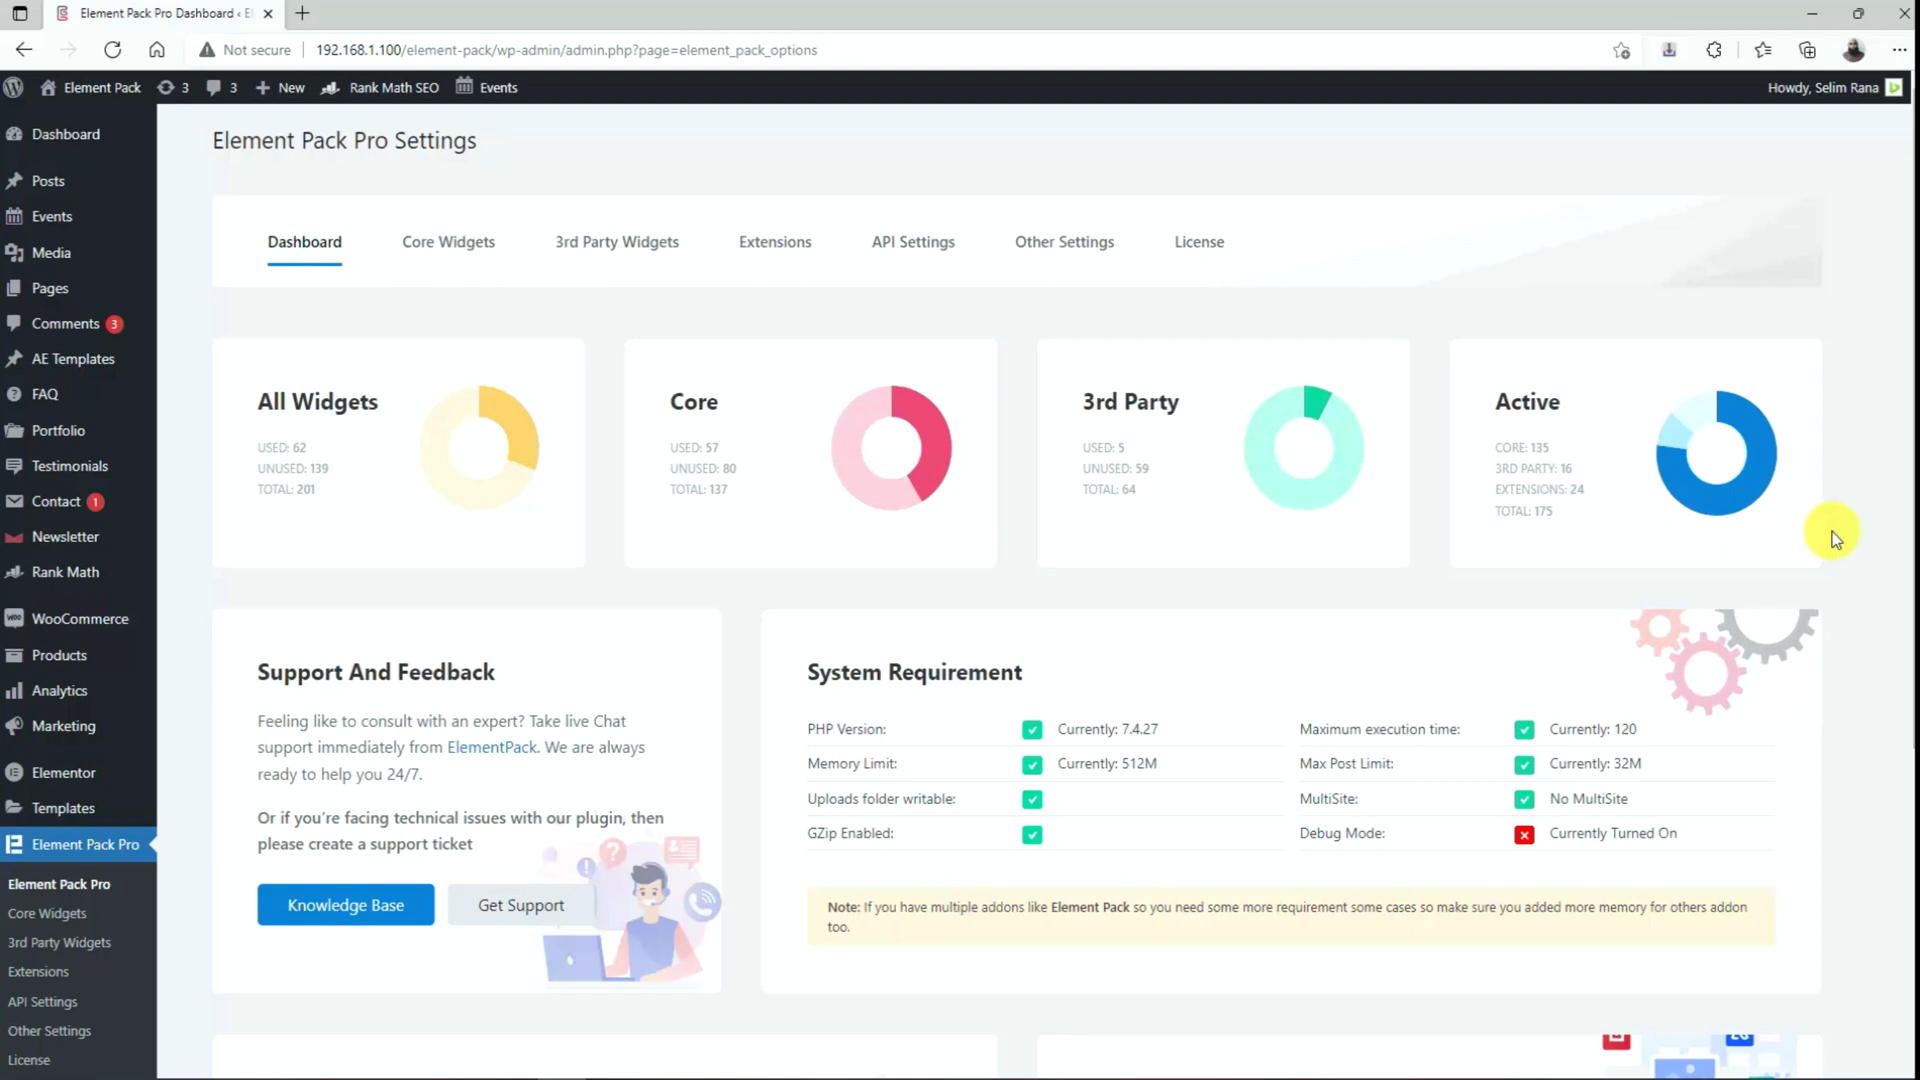 Element Pack Pro Dashboard ‹ E
Not secure
192.168.1.100/element-pack/wp-admin/admin.php?page=element_pack_options
Element Pack
3
3
New
Rank Math SEO
Events
Howdy, Selim Rana
Dashboard
Posts
Events
Media
Pages
Comments 3
AE Templates
FAQ
Portfolio
Testimonials
Contact 1
Newsletter
Rank Math
WooCommerce
Products
Analytics
Marketing
Elementor
Templates
Element Pack Pro
Element Pack Pro
Core Widgets
3rd Party Widgets
Extensions
API Settings
Other Settings
License
Element Pack Pro Settings
Dashboard
Core Widgets
3rd Party Widgets
Extensions
API Settings
Other Settings
License
All Widgets
USED: 62
UNUSED: 139
TOTAL: 201
Core
USED: 57
UNUSED: 80
TOTAL: 137
3rd Party
USED: 5
UNUSED: 59
TOTAL: 64
Active
CORE: 135
3RD PARTY: 16
EXTENSIONS: 24
TOTAL: 175
Support And Feedback
Feeling like to consult with an expert? Take live Chat
support immediately from ElementPack. We are always
ready to help you 24/7.
Or if you're facing technical issues with our plugin, then
please create a support ticket
Knowledge Base
Get Support
System Requirement
PHP Version: Currently: 7.4.27
Memory Limit: Currently: 512M
Uploads folder writable:
GZip Enabled:
Maximum execution time: Currently: 120
Max Post Limit: Currently: 32M
MultiSite: No MultiSite
Debug Mode: Currently Turned On
Note: If you have multiple addons like Element Pack so you need some more requirement some cases so make sure you added more memory for others addon
too.